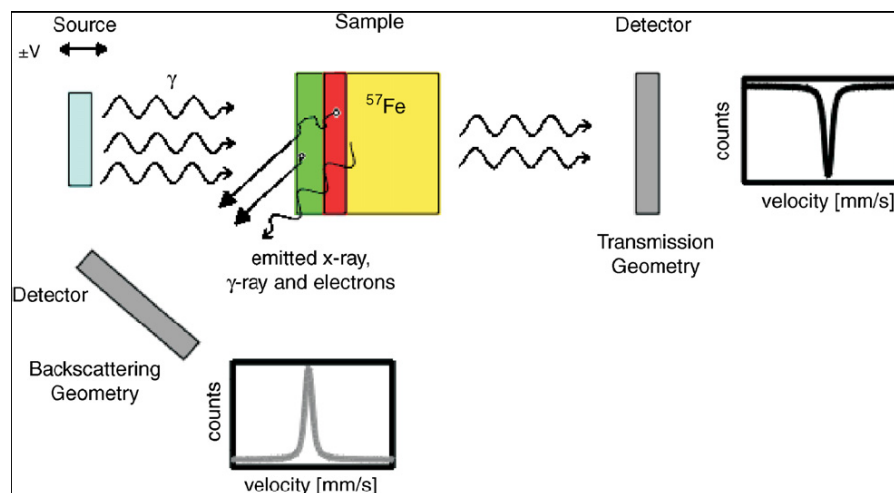 Source
Sample
Detector
±V
γ
⁵⁷Fe
counts
velocity [mm/s]
emitted x-ray,
γ-ray and electrons
Transmission
Geometry
Detector
Backscattering
Geometry
counts
velocity [mm/s]